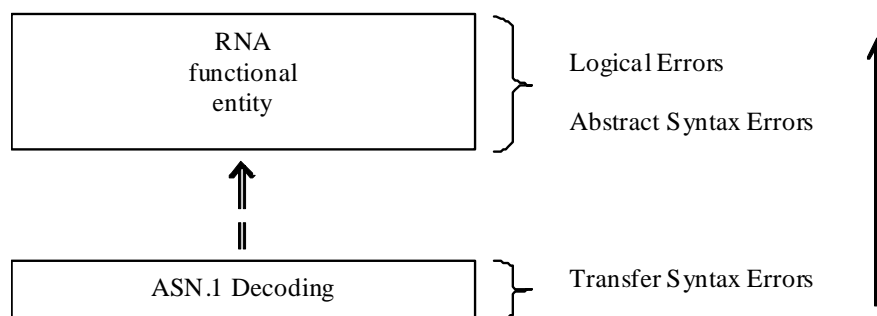 RNA
functional
entity
Logical Errors
Abstract Syntax Errors
ASN.1 Decoding
Transfer Syntax Errors